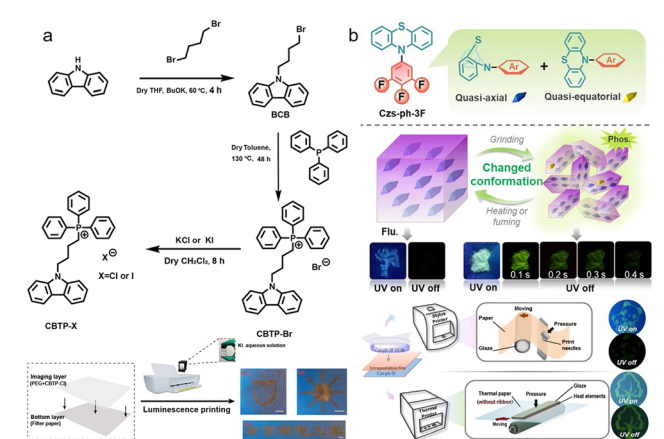 a
Br
Br
H
N
Dry THF, BuOK, 60 ºC, 4 h
Br
N
BCB
Dry Toluene,
130 ºC, 48 h
P
P
⊕
X⊖
X=Cl or I
N
CBTP-X
KCl or KI
Dry CH₂Cl₂, 8 h
P
⊕
Br⊖
N
CBTP-Br
Imaging layer
(PEG+CBTP-Cl)
Bottom layer
(Filter paper)
KI aqueous solution
Luminescence printing
b
S
N
F
F
F
Czs-ph-3F
S
N
Ar
Quasi-axial
+
S
N
Ar
Quasi-equatorial
Grinding
Changed
conformation
Heating or
fuming
Phos.
Flu.
UV on
UV off
0.1 s
0.2 s
0.3 s
0.4 s
UV on
UV off
Stylus
Printer
Moving
Paper
Pressure
Glaze
Print
needles
UV on
UV off
Encapsulation film
Thermal
Printer
Thermal paper
(without ribbon)
Pressure
Glaze
Heat elements
Moving
UV on
UV off